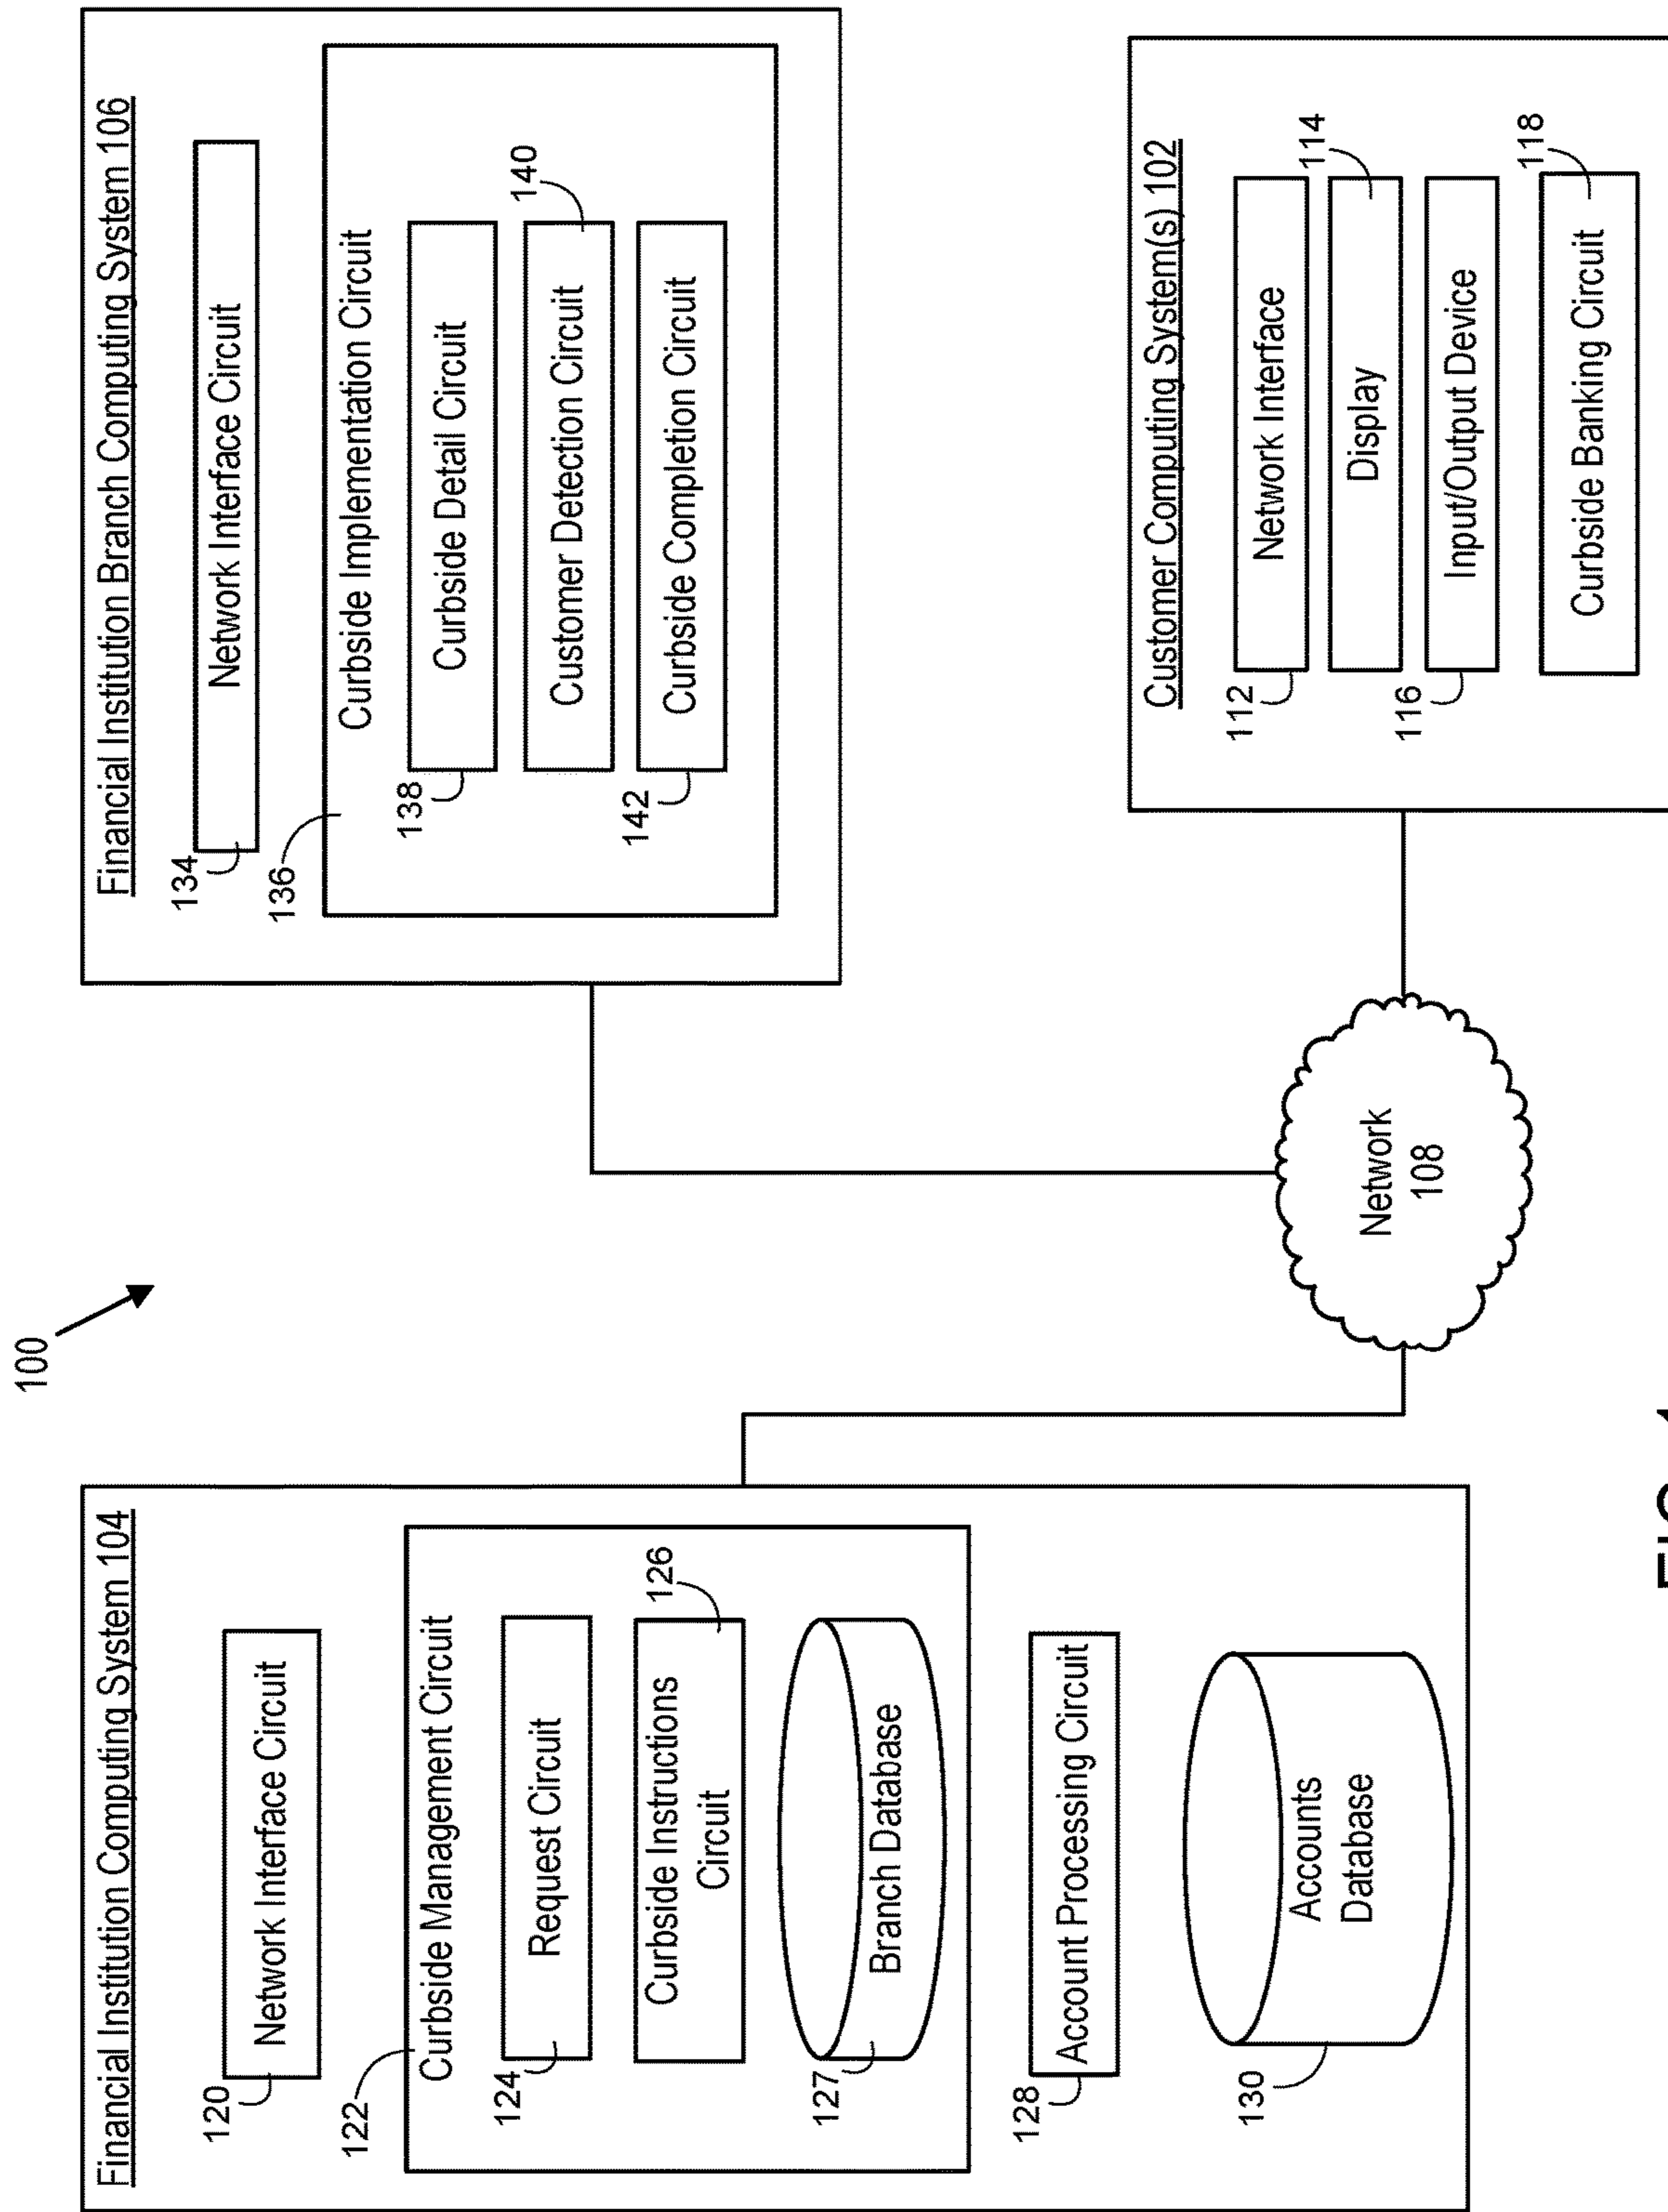 100
Financial Institution Computing System 104
120
Network Interface Circuit
122
Curbside Management Circuit
124
Request Circuit
126
Curbside Instructions
Circuit
127
Branch Database
128
Account Processing Circuit
130
Accounts
Database
Financial Institution Branch Computing System 106
134
Network Interface Circuit
136
Curbside Implementation Circuit
138
Curbside Detail Circuit
140
Customer Detection Circuit
142
Curbside Completion Circuit
Network
108
Customer Computing System(s) 102
112
Network Interface
114
Display
116
Input/Output Device
118
Curbside Banking Circuit